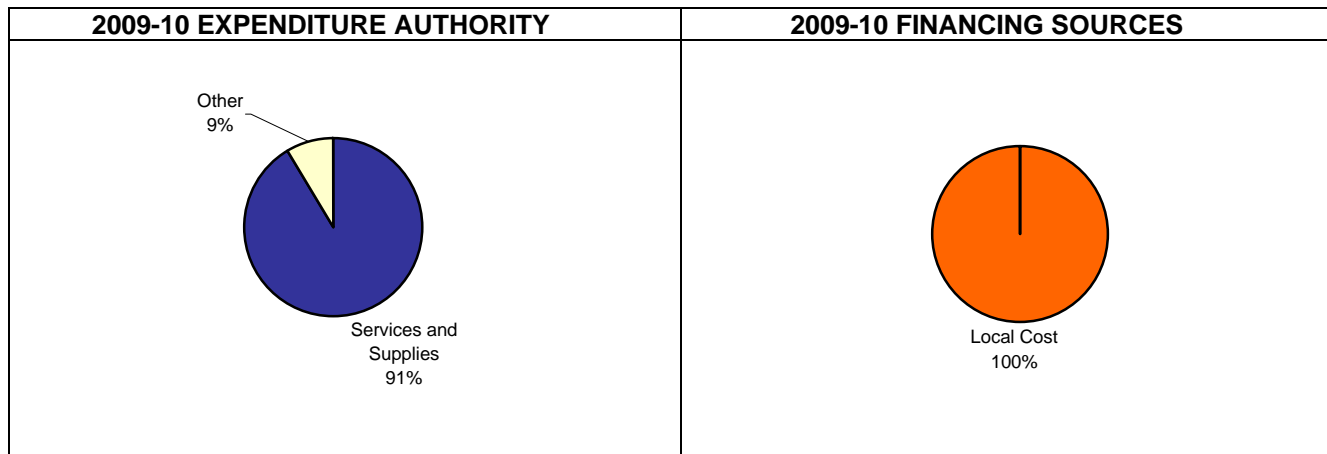 2009-10 EXPENDITURE AUTHORITY
2009-10 FINANCING SOURCES
Other
9%
Services and
Supplies
91%
Local Cost
100%